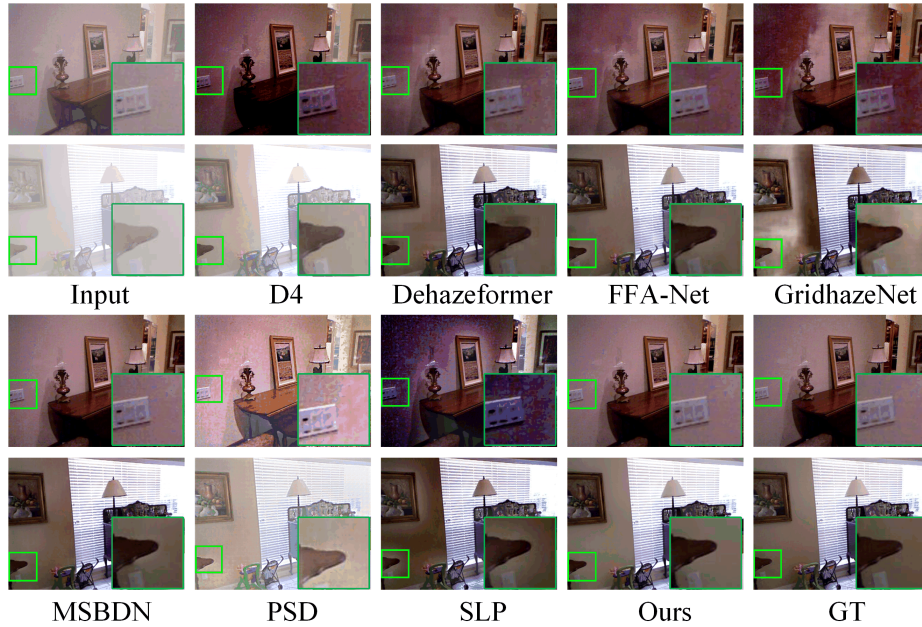 Input D4 Dehazeformer FFA-Net GridhazeNet
MSBDN PSD SLP Ours GT